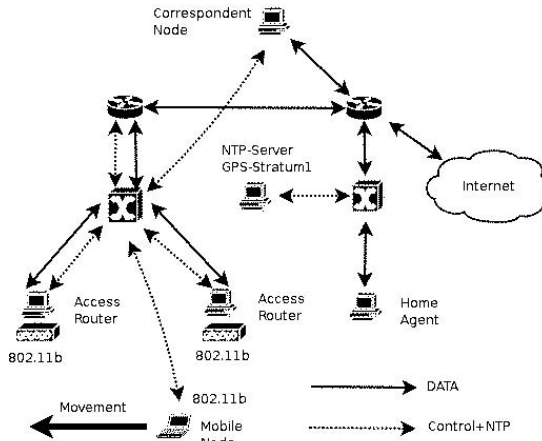 Correspondent
Node
NTP-Server
GPS-Stratum1
Internet
Access
Router
802.11b
Access
Router
802.11b
Home
Agent
802.11b
Mobile
Node
Movement
DATA
Control+NTP